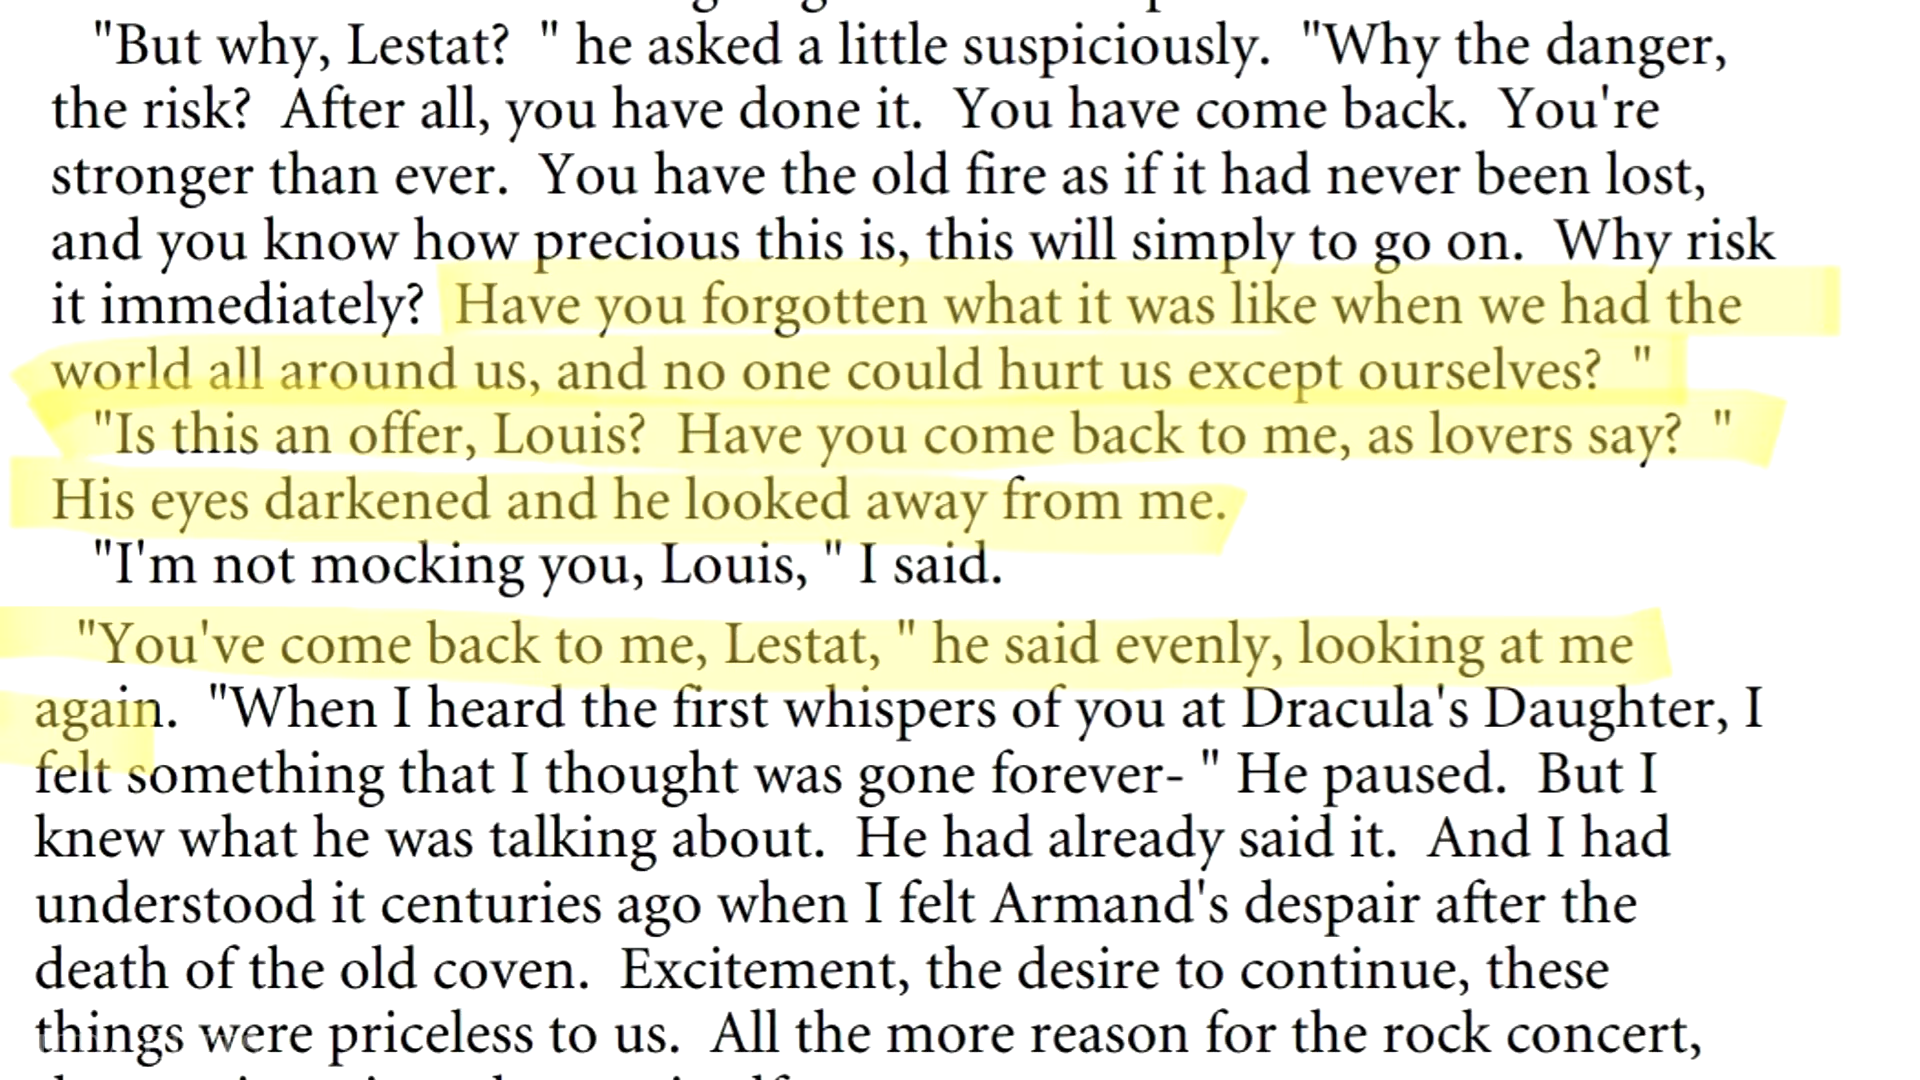 "But why, Lestat?  " he asked a little suspiciously.  "Why the danger,
the risk?  After all, you have done it.  You have come back.  You're
stronger than ever.  You have the old fire as if it had never been lost,
and you know how precious this is, this will simply to go on.  Why risk
it immediately?  Have you forgotten what it was like when we had the
world all around us, and no one could hurt us except ourselves?  "
"Is this an offer, Louis?  Have you come back to me, as lovers say?  "
His eyes darkened and he looked away from me.
"I'm not mocking you, Louis, " I said.
"You've come back to me, Lestat, " he said evenly, looking at me
again.  "When I heard the first whispers of you at Dracula's Daughter, I
felt something that I thought was gone forever- " He paused.  But I
knew what he was talking about.  He had already said it.  And I had
understood it centuries ago when I felt Armand's despair after the
death of the old coven.  Excitement, the desire to continue, these
things were priceless to us.  All the more reason for the rock concert,